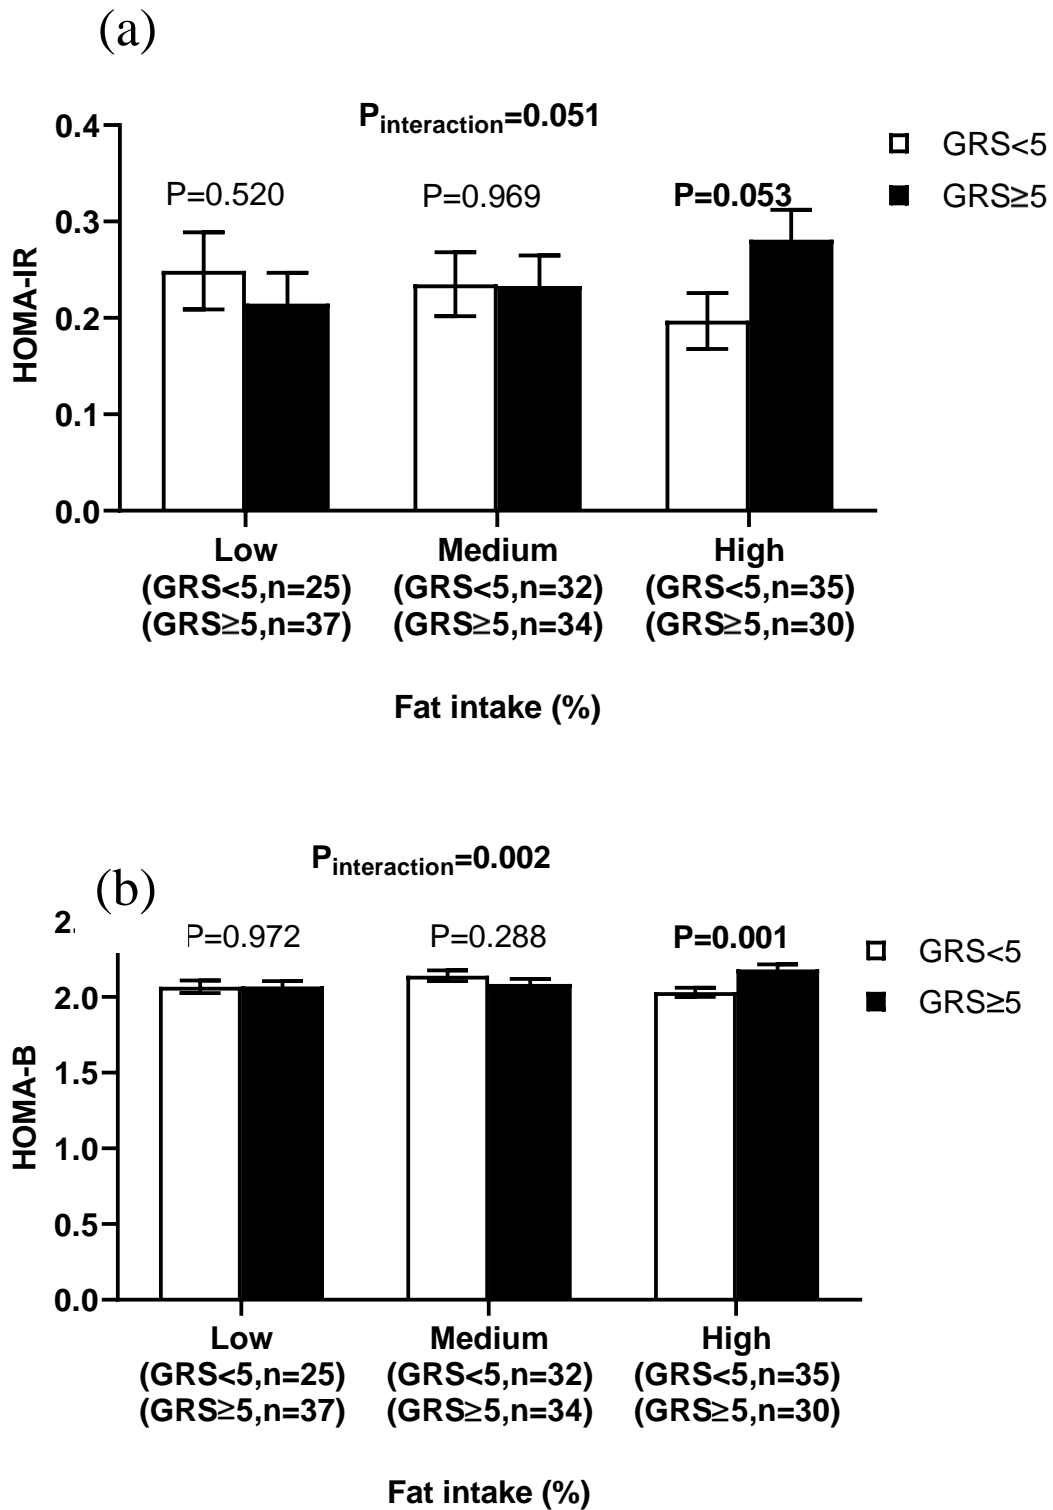 (a)
Pinteraction=0.051
0.4
GRS<5
P=0.520
P=0.969
P=0.053
GRS≥5
0.3
HOMA-IR
0.2
0.1
0.0
Low
Medium
High
(GRS<5,n=25)
(GRS<5,n=32)
(GRS<5,n=35)
(GRS≥5,n=37)
(GRS≥5,n=34)
(GRS≥5,n=30)
Fat intake (%)
Pinteraction=0.002
(b)
P=0.972
P=0.288
P=0.001
GRS<5
2.0
GRS≥5
1.5
HOMA-B
1.0
0.5
0.0
Low
Medium
High
(GRS<5,n=25)
(GRS<5,n=32)
(GRS<5,n=35)
(GRS≥5,n=37)
(GRS≥5,n=34)
(GRS≥5,n=30)
Fat intake (%)